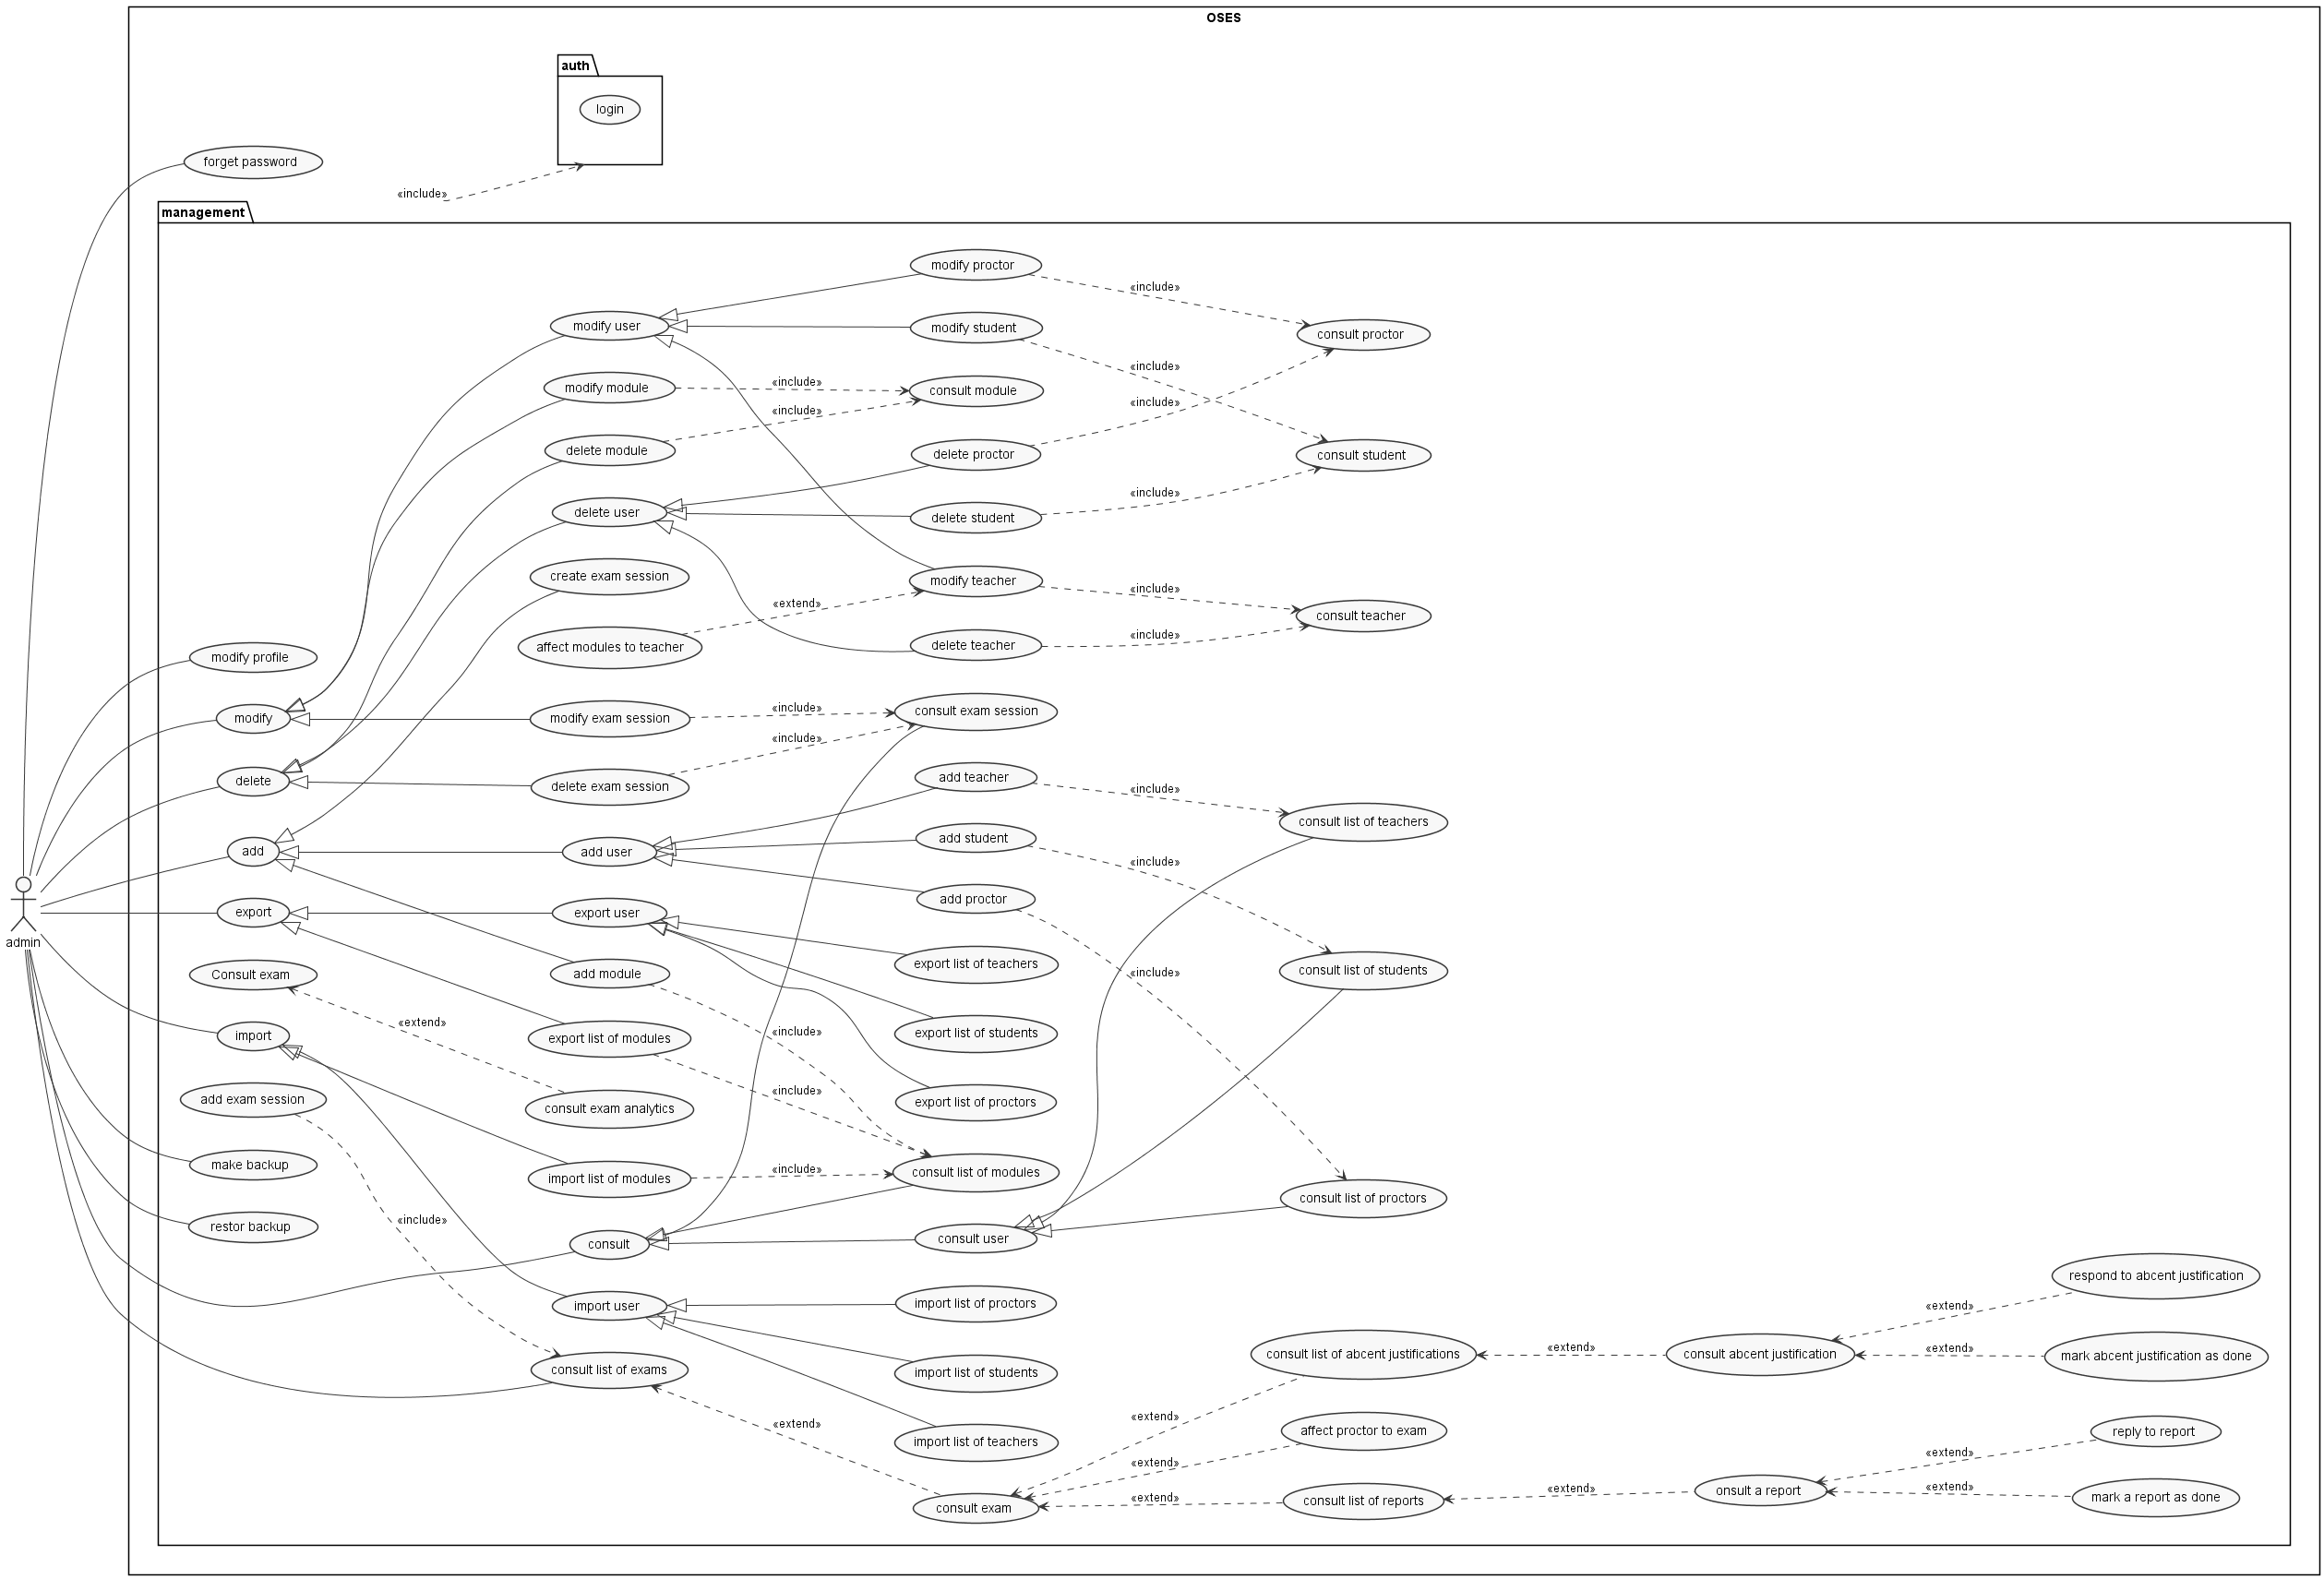 OSES
auth
login
forget password
«include»
management
modify proctor
«include»
modify user
modify student
consult proctor
«include»
modify module
«include»
consult module
«include»
«include»
delete module
delete proctor
consult student
«include»
delete user
delete student
create exam session
modify teacher
«include»
«extend»
consult teacher
affect modules to teacher
delete teacher
«include»
modify profile
modify
modify exam session
«include»
consult exam session
«include»
delete
delete exam session
add teacher
«include»
consult list of teachers
add
add user
add student
«include»
add proctor
export
export user
admin
export list of teachers
consult list of students
«include»
Consult exam
add module
«extend»
«include»
import
export list of modules
export list of students
«include»
add exam session
consult exam analytics
export list of proctors
make backup
import list of modules
«include»
consult list of modules
consult list of proctors
restor backup
«include»
consult
consult user
respond to abcent justification
import user
import list of proctors
«extend»
consult list of exams
import list of students
consult list of abcent justifications
«extend»
consult abcent justification
«extend»
mark abcent justification as done
«extend»
«extend»
import list of teachers
affect proctor to exam
reply to report
«extend»
«extend»
consult exam
«extend»
consult list of reports
«extend»
onsult a report
«extend»
mark a report as done